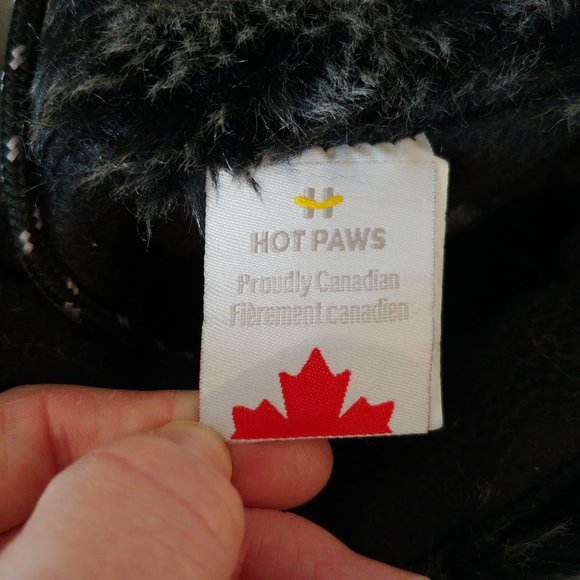 HOT PAWS
Proudly Canadian
Fièrement canadien